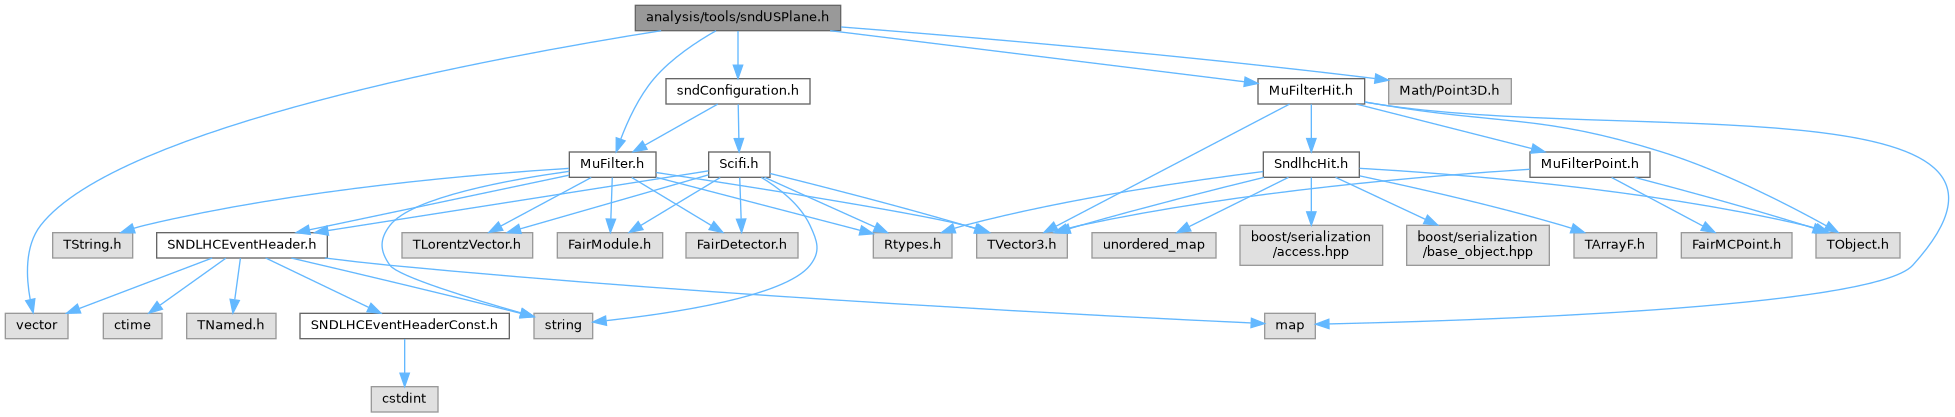 analysis/tools/sndUSPlane.h
sndConfiguration.h
MuFilterHit.h
Math/Point3D.h
MuFilter.h
Scifi.h
SndlhcHit.h
MuFilterPoint.h
TString.h
SNDLHCEventHeader.h
TLorentzVector.h
FairModule.h
FairDetector.h
Rtypes.h
TVector3.h
unordered_map
boost/serialization
/access.hpp
boost/serialization
/base_object.hpp
TArrayF.h
FairMCPoint.h
TObject.h
vector
ctime
TNamed.h
SNDLHCEventHeaderConst.h
string
map
cstdint